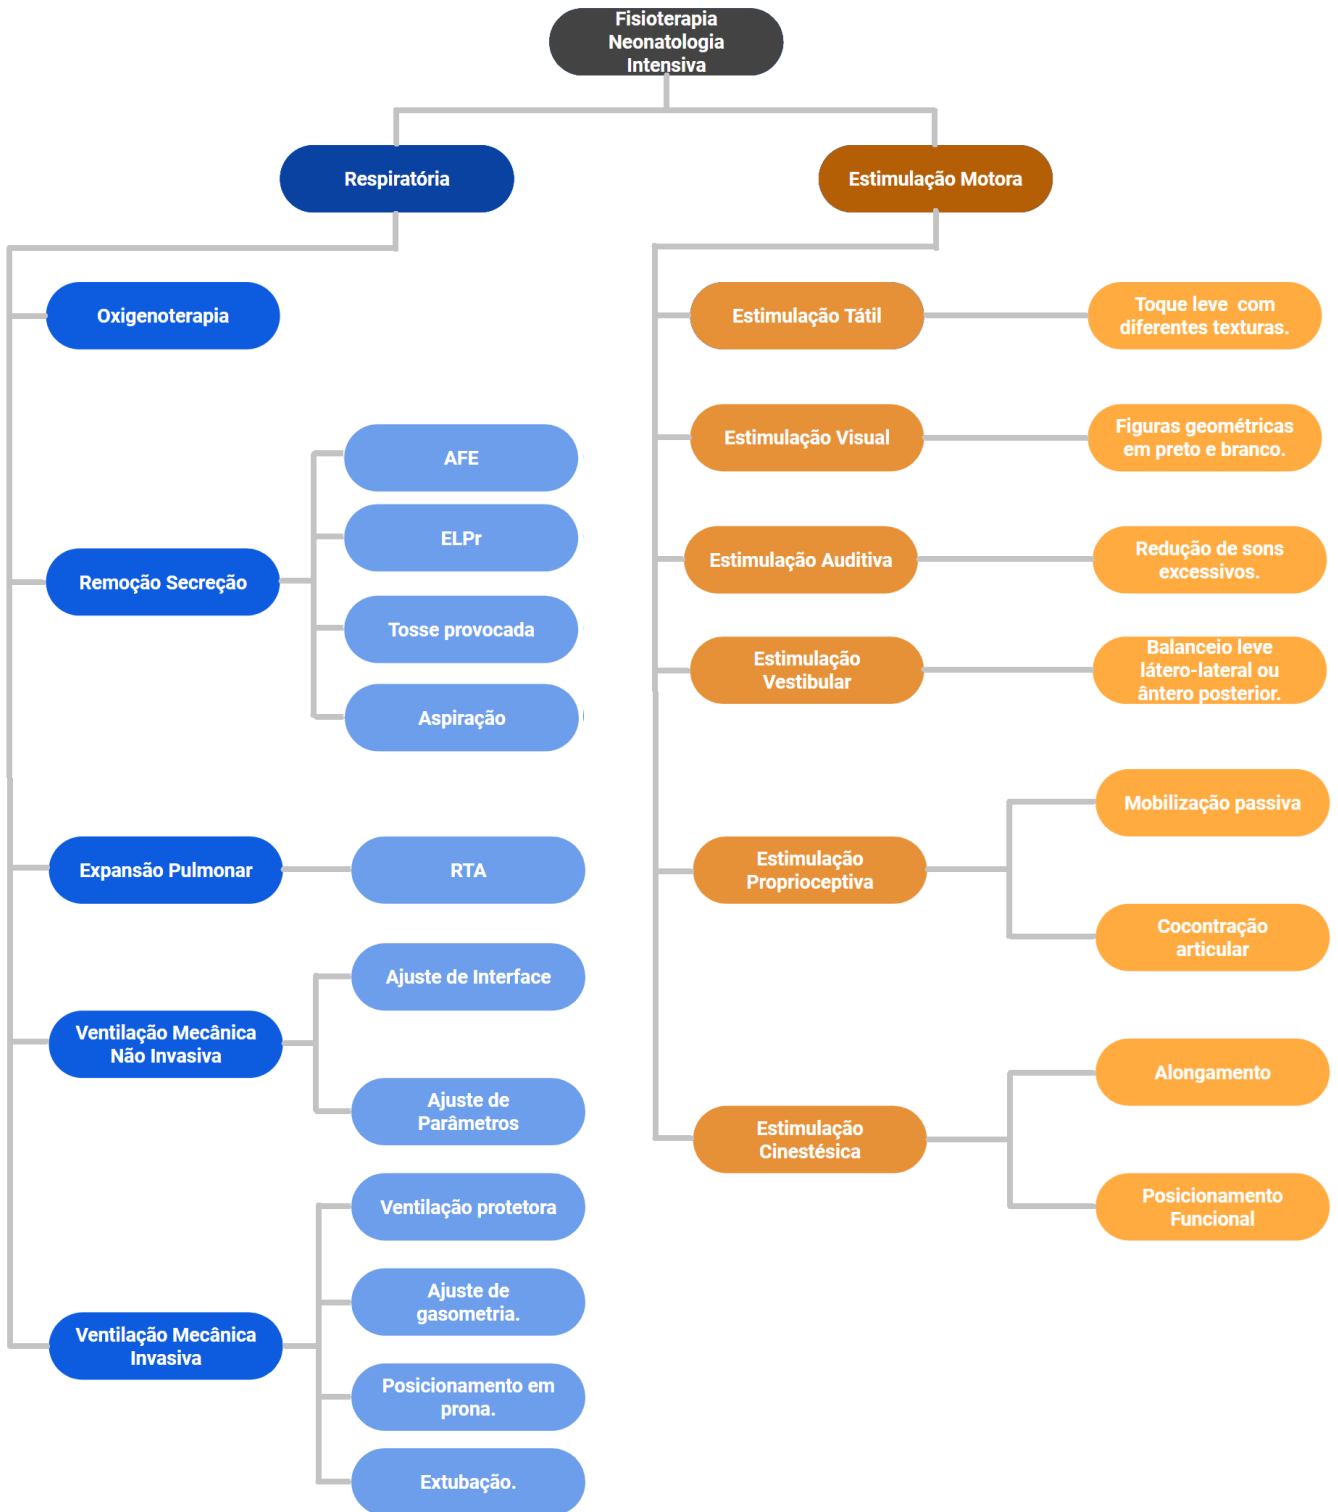 Fisioterapia
Neonatologia
Intensiva
Respiratória
Estimulação Motora
Oxigenoterapia
Remoção Secreção
AFE
ELPr
Tosse provocada
Aspiração
Expansão Pulmonar
RTA
Ventilação Mecânica
Não Invasiva
Ajuste de Interface
Ajuste de
Parâmetros
Ventilação Mecânica
Invasiva
Ventilação protetora
Ajuste de
gasometria.
Posicionamento em
prona.
Extubação.
Estimulação Tátil
Toque leve  com
diferentes texturas.
Estimulação Visual
Figuras geométricas
em preto e branco.
Estimulação Auditiva
Redução de sons
excessivos.
Estimulação
Vestibular
Balanceio leve
látero-lateral ou
ântero posterior.
Estimulação
Proprioceptiva
Mobilização passiva
Cocontração
articular
Estimulação
Cinestésica
Alongamento
Posicionamento
Funcional